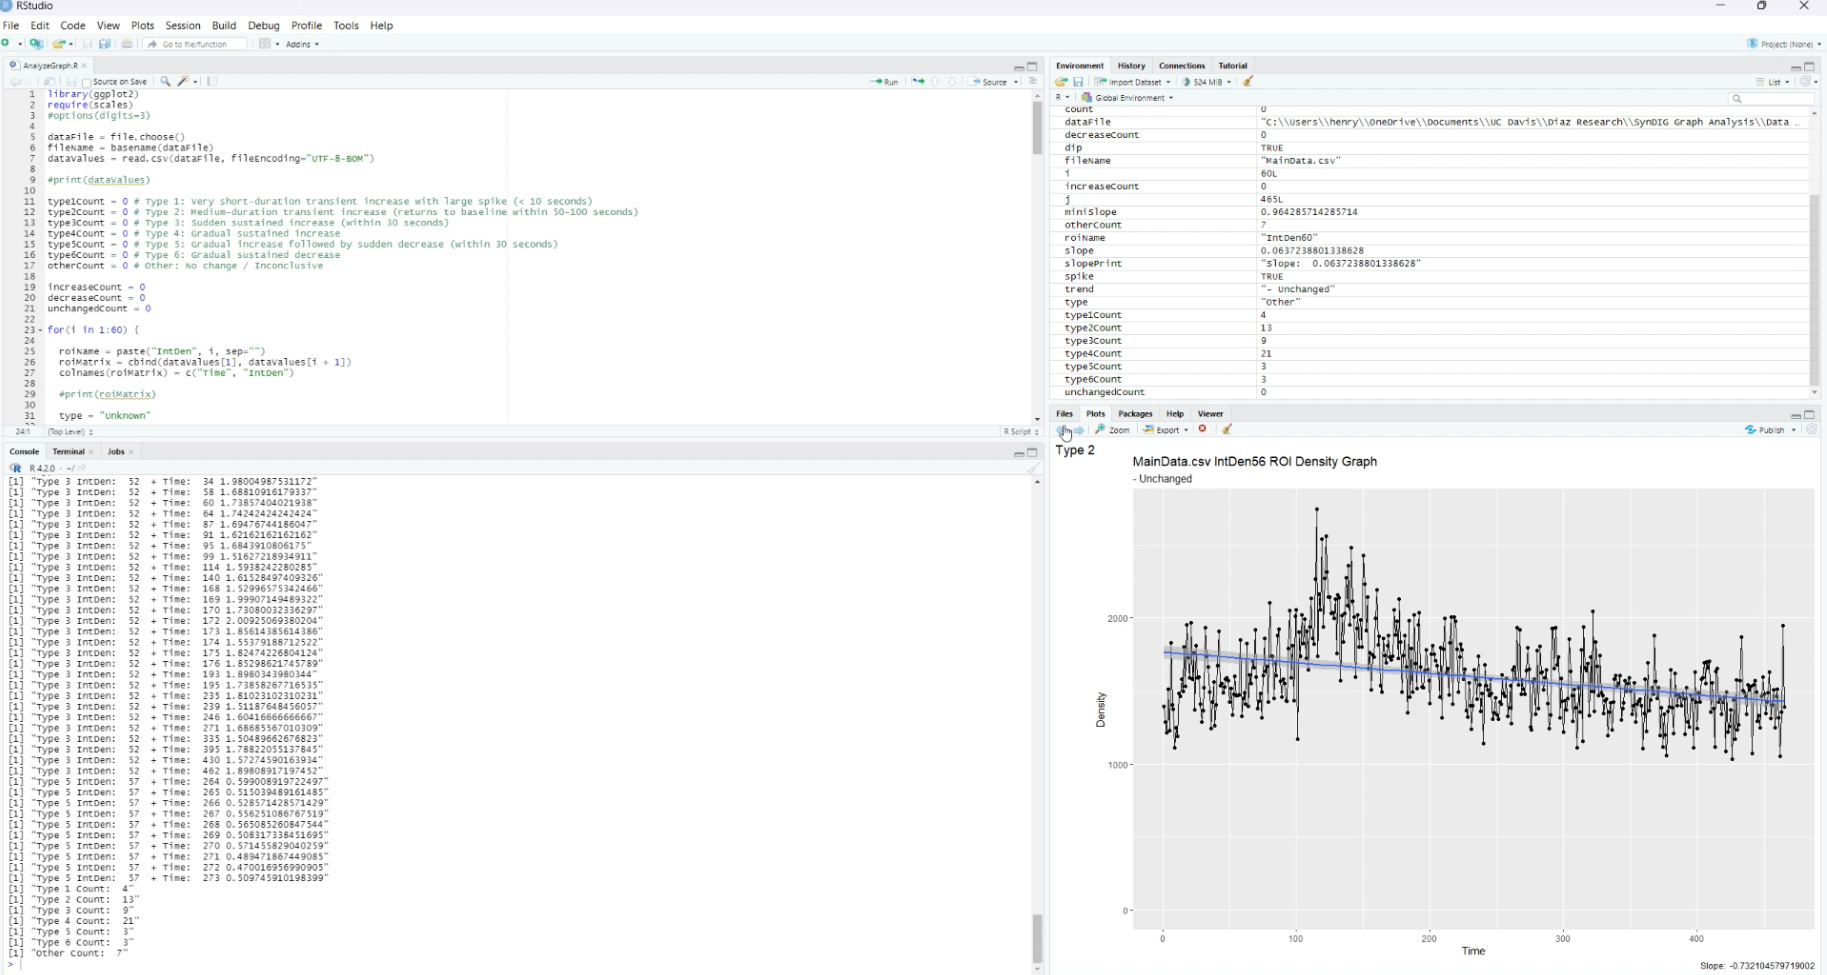 RStudio
File Edit Code View Plots Session Build Debug Profile Tools Help
Go to file/function Addins Project: (None)
AnalyzeGraph.R
Source on Save Run Source
1 library(ggplot2)
2 require(scales)
3 #options(digits=3)
4
5 dataFile = file.choose()
6 fileName = basename(dataFile)
7 dataValues = read.csv(dataFile, fileEncoding="UTF-8-BOM")
8
9 #print(dataValues)
10
11 type1Count = 0 # Type 1: Very short-duration transient increase with large spike (< 10 seconds)
12 type2Count = 0 # Type 2: Medium-duration transient increase (returns to baseline within 50-100 seconds)
13 type3Count = 0 # Type 3: Sudden sustained increase (within 30 seconds)
14 type4Count = 0 # Type 4: Gradual sustained increase
15 type5Count = 0 # Type 5: Gradual increase followed by sudden decrease (within 30 seconds)
16 type6Count = 0 # Type 6: Gradual sustained decrease
17 otherCount = 0 # Other: No change / Inconclusive
18
19 increaseCount = 0
20 decreaseCount = 0
21 unchangedCount = 0
22
23 for(i in 1:60) {
24
25 roiName = paste("IntDen", i, sep="")
26 roiMatrix = cbind(dataValues[1], dataValues[i + 1])
27 colnames(roiMatrix) = c("Time", "IntDen")
28
29 #print(roiMatrix)
30
31 type = "Unknown"
24:1 (Top Level) R Script
Console Terminal Jobs
R 4.2.0 · ~/
[1] "Type 3 IntDen: 52 + Time: 34 1.98004987531172"
[1] "Type 3 IntDen: 52 + Time: 58 1.68810916179337"
[1] "Type 3 IntDen: 52 + Time: 60 1.73857404021938"
[1] "Type 3 IntDen: 52 + Time: 64 1.74242424242424"
[1] "Type 3 IntDen: 52 + Time: 87 1.69476744186047"
[1] "Type 3 IntDen: 52 + Time: 91 1.62162162162162"
[1] "Type 3 IntDen: 52 + Time: 95 1.6843910806175"
[1] "Type 3 IntDen: 52 + Time: 99 1.51627218934911"
[1] "Type 3 IntDen: 52 + Time: 114 1.5938242280285"
[1] "Type 3 IntDen: 52 + Time: 140 1.61528497409326"
[1] "Type 3 IntDen: 52 + Time: 168 1.52996575342466"
[1] "Type 3 IntDen: 52 + Time: 169 1.99907149489322"
[1] "Type 3 IntDen: 52 + Time: 170 1.73080032336297"
[1] "Type 3 IntDen: 52 + Time: 172 2.00925069380204"
[1] "Type 3 IntDen: 52 + Time: 173 1.85614385614386"
[1] "Type 3 IntDen: 52 + Time: 174 1.55379188712522"
[1] "Type 3 IntDen: 52 + Time: 175 1.82474226804124"
[1] "Type 3 IntDen: 52 + Time: 176 1.85298621745789"
[1] "Type 3 IntDen: 52 + Time: 193 1.8980343980344"
[1] "Type 3 IntDen: 52 + Time: 195 1.73858267716535"
[1] "Type 3 IntDen: 52 + Time: 235 1.81023102310231"
[1] "Type 3 IntDen: 52 + Time: 239 1.51187648456057"
[1] "Type 3 IntDen: 52 + Time: 246 1.60416666666667"
[1] "Type 3 IntDen: 52 + Time: 271 1.68685567010309"
[1] "Type 3 IntDen: 52 + Time: 335 1.50489662676823"
[1] "Type 3 IntDen: 52 + Time: 395 1.78822055137845"
[1] "Type 3 IntDen: 52 + Time: 430 1.57274590163934"
[1] "Type 3 IntDen: 52 + Time: 462 1.89808917197452"
[1] "Type 5 IntDen: 57 + Time: 264 0.599008919722497"
[1] "Type 5 IntDen: 57 + Time: 265 0.515039489161485"
[1] "Type 5 IntDen: 57 + Time: 266 0.528571428571429"
[1] "Type 5 IntDen: 57 + Time: 267 0.556251086767519"
[1] "Type 5 IntDen: 57 + Time: 268 0.565085260847544"
[1] "Type 5 IntDen: 57 + Time: 269 0.508317338451695"
[1] "Type 5 IntDen: 57 + Time: 270 0.571455829040259"
[1] "Type 5 IntDen: 57 + Time: 271 0.489471867449085"
[1] "Type 5 IntDen: 57 + Time: 272 0.470016956990905"
[1] "Type 5 IntDen: 57 + Time: 273 0.509745910198399"
[1] "Type 1 Count: 4"
[1] "Type 2 Count: 13"
[1] "Type 3 Count: 9"
[1] "Type 4 Count: 21"
[1] "Type 5 Count: 3"
[1] "Type 6 Count: 3"
[1] "Other Count: 7"
>
Environment History Connections Tutorial
Import Dataset 524 MiB List
R Global Environment
count 0
dataFile "C:\\Users\\henry\\OneDrive\\Documents\\UC Davis\\Diaz Research\\SynDIG Graph Analysis\\Data …
decreaseCount 0
dip TRUE
fileName "MainData.csv"
i 60L
increaseCount 0
j 465L
miniSlope 0.964285714285714
otherCount 7
roiName "IntDen60"
slope 0.0637238801338628
slopePrint "Slope: 0.0637238801338628"
spike TRUE
trend "- Unchanged"
type "Other"
type1Count 4
type2Count 13
type3Count 9
type4Count 21
type5Count 3
type6Count 3
unchangedCount 0
Files Plots Packages Help Viewer
Zoom Export Publish
Type 2
MainData.csv IntDen56 ROI Density Graph
- Unchanged
2000
1000
0
Density
0 100 200 300 400
Time
Slope: -0.732104579719002